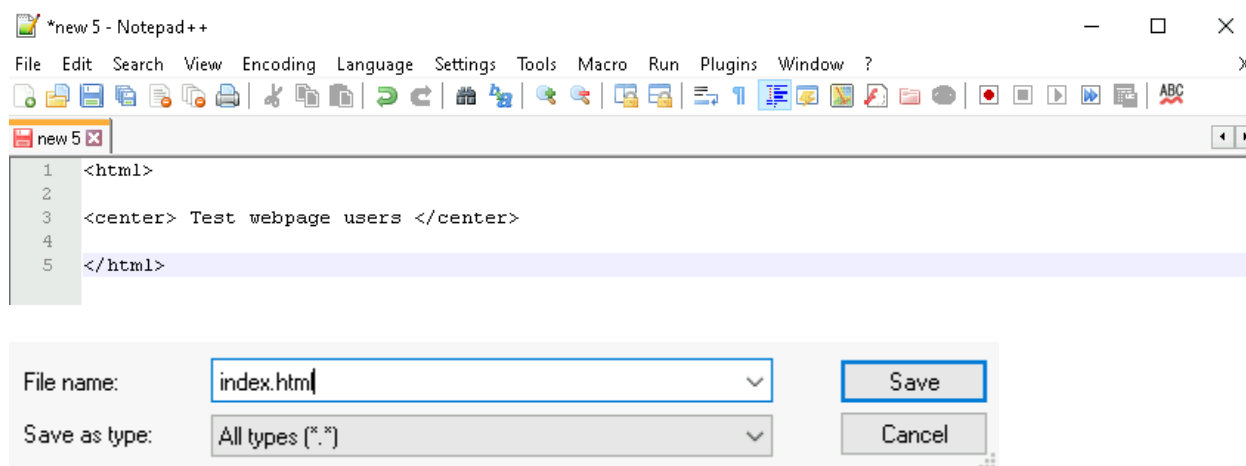 *new 5 - Notepad++
File Edit Search View Encoding Language Settings Tools Macro Run Plugins Window ?
ABC
new 5
1 <html>
2
3 <center> Test webpage users </center>
4
5 </html>
File name: index.html Save
Save as type: All types (*.*) Cancel